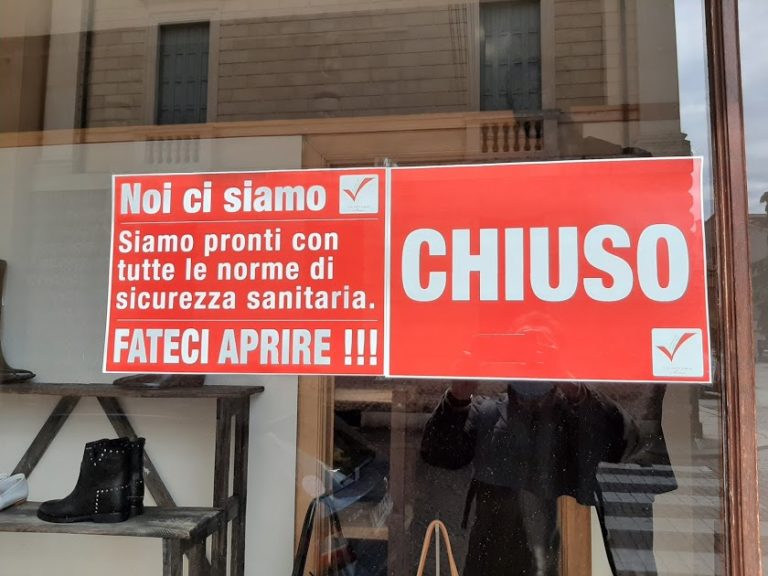 Noi ci siamo
Siamo pronti con
tutte le norme di
sicurezza sanitaria.
FATECI APRIRE !!!
CHIUSO